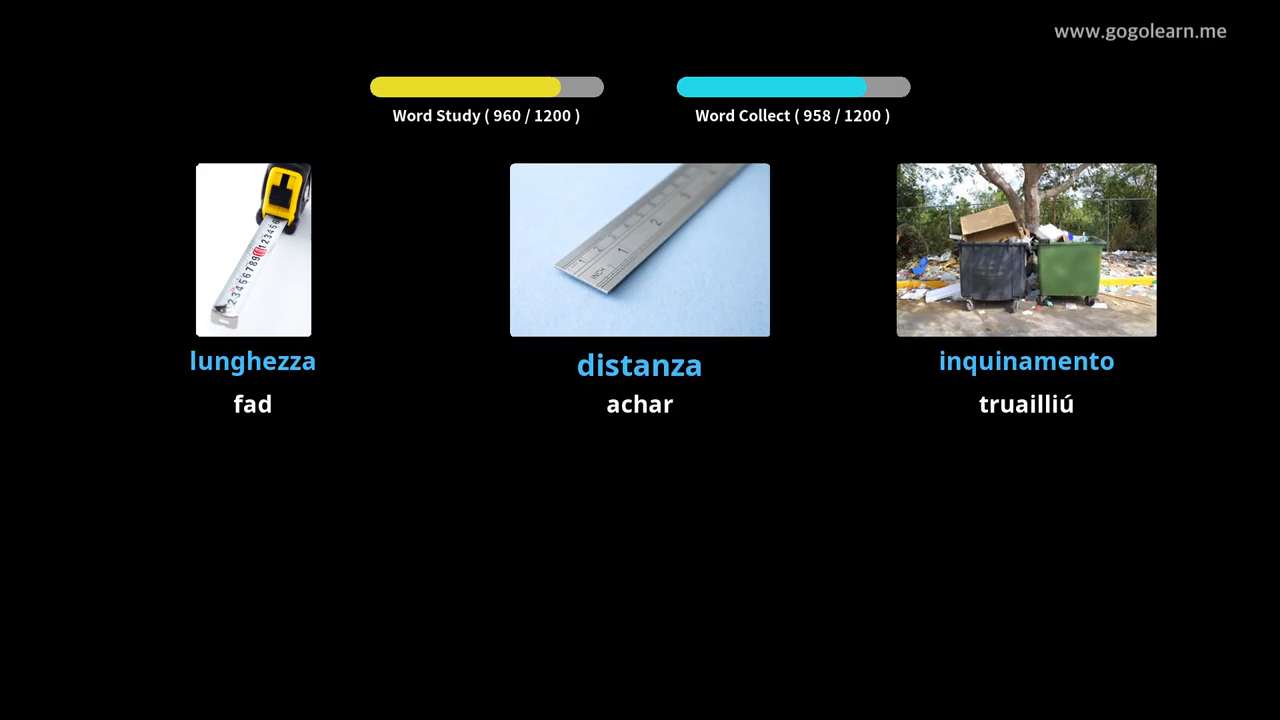 www.gogolearn.me
Word Study ( 960 / 1200 )
Word Collect ( 958 / 1200 )
lunghezza
distanza
inquinamento
fad
achar
truailliú